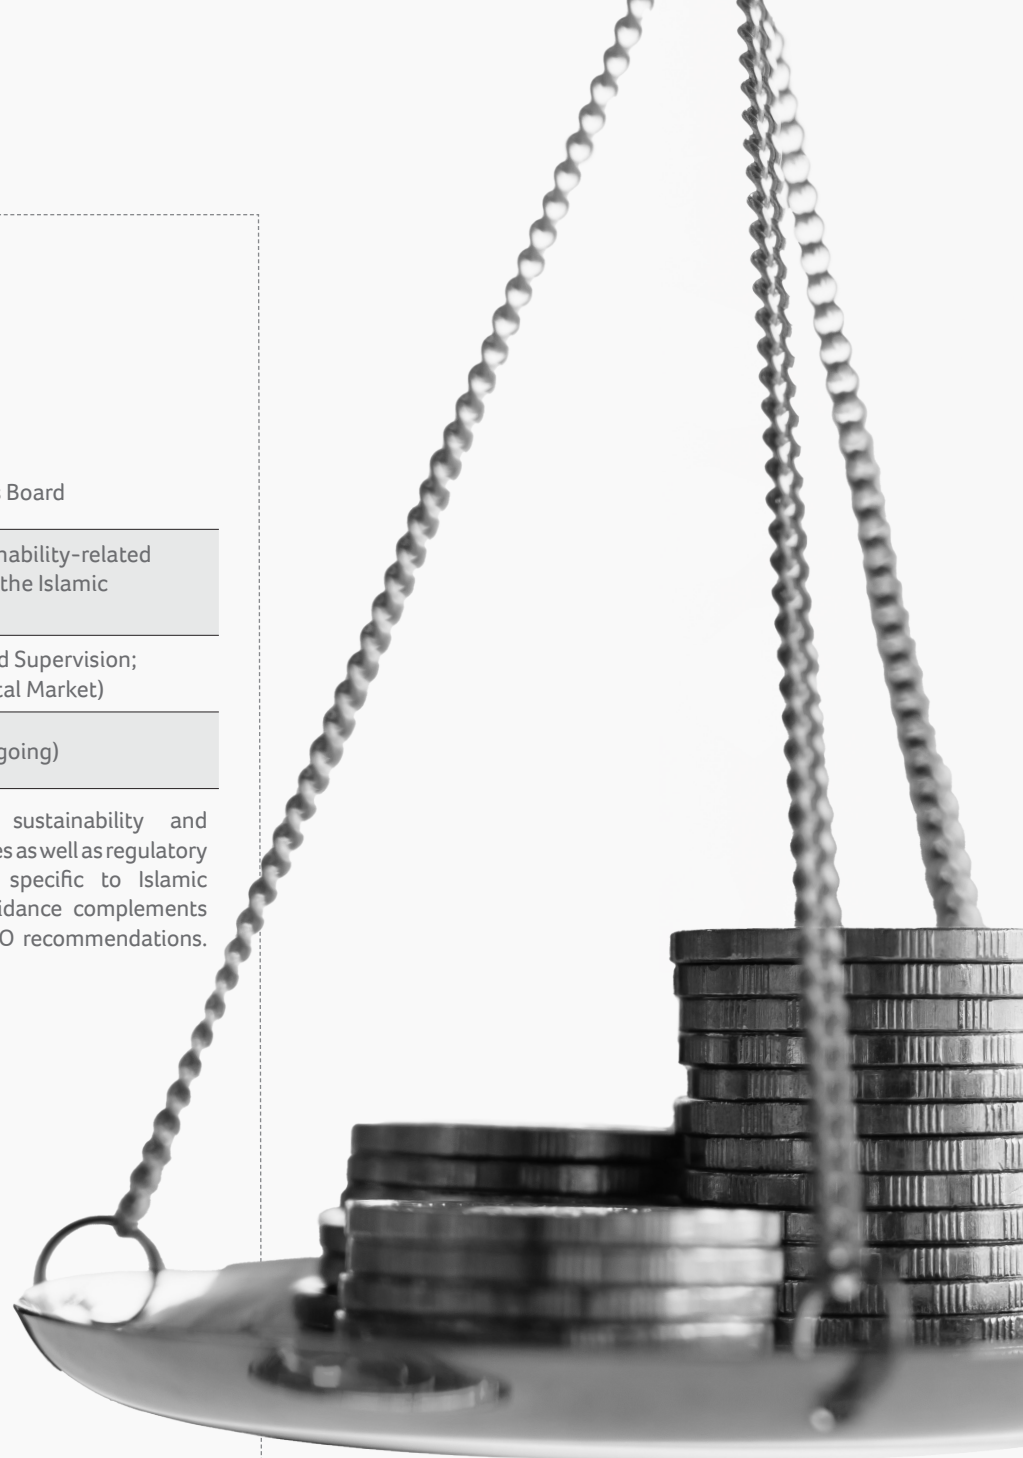 Board
nability-related
the Islamic
d Supervision;
cal Market)
going)
sustainability and
es as well as regulatory
specific to Islamic
idance complements
O recommendations.